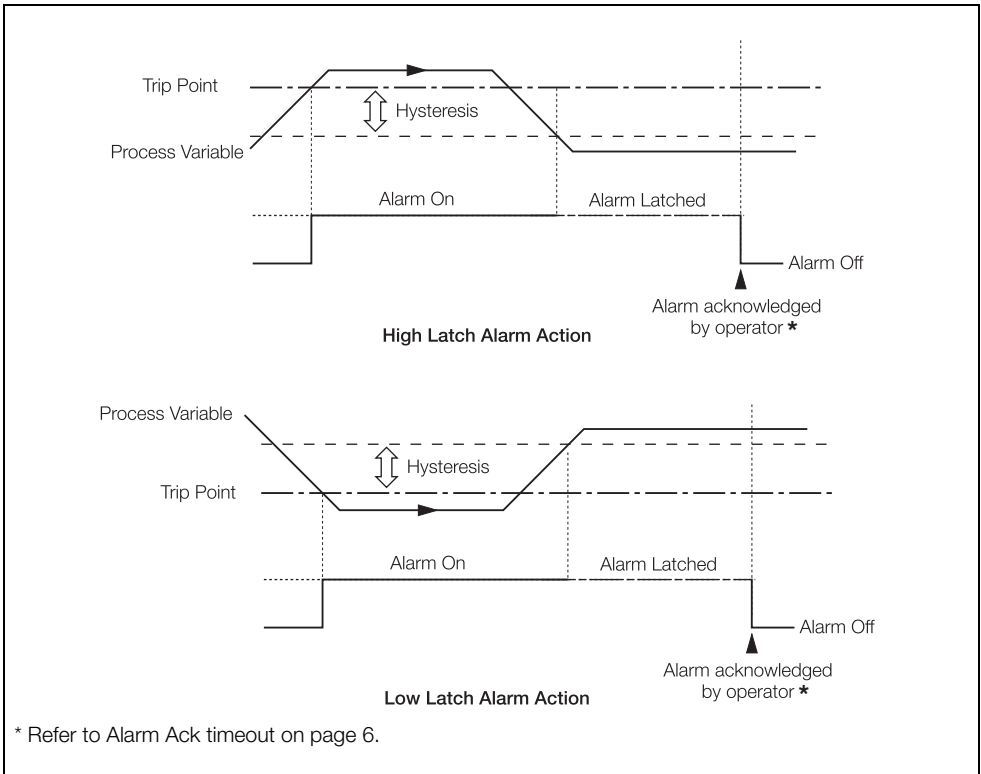 Trip Point
Hysteresis
Process Variable
Alarm On
Alarm Latched
Alarm Off
Alarm acknowledged
by operator *
High Latch Alarm Action
Process Variable
Hysteresis
Trip Point
Alarm On
Alarm Latched
Alarm Off
Alarm acknowledged
by operator *
Low Latch Alarm Action
* Refer to Alarm Ack timeout on page 6.